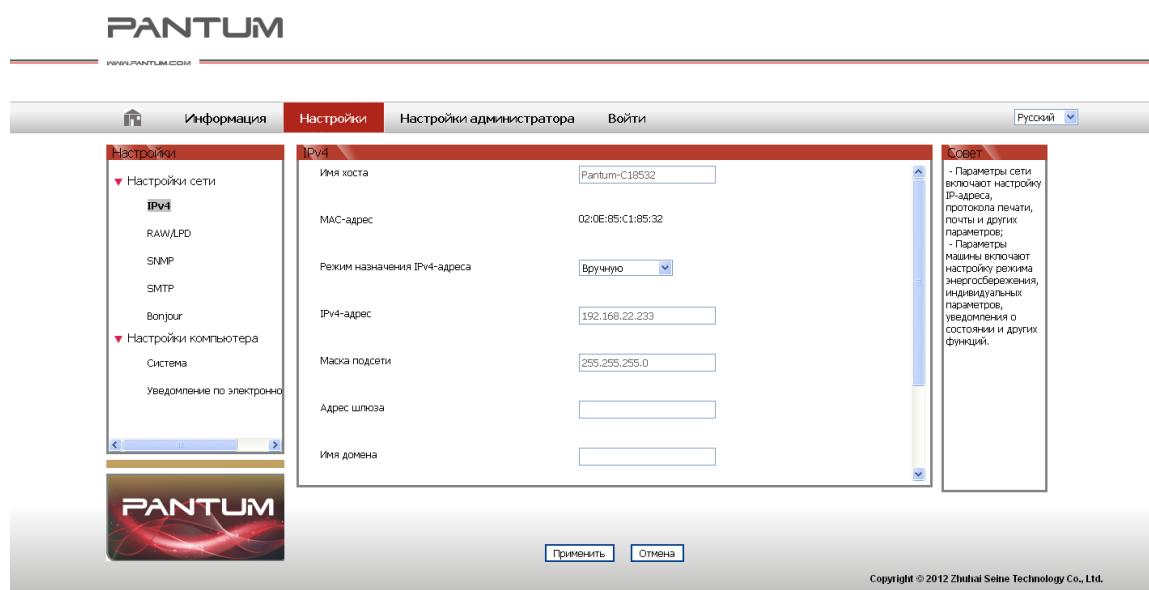 PANTUM
WWW.PANTUM.COM
Информация
Настройки
Настройки администратора
Войти
Русский
Настройки
Настройки сети
IPv4
RAW/LPD
SNMP
SMTP
Bonjour
Настройки компьютера
Система
Уведомление по электронно
PANTUM
IPv4
Имя хоста
Pantum-C18532
MAC-адрес
02:0E:85:C1:85:32
Режим назначения IPv4-адреса
Вручную
IPv4-адрес
192.168.22.233
Маска подсети
255.255.255.0
Адрес шлюза
Имя домена
Применить
Отмена
Совет
- Параметры сети
включают настройку
IP-адреса,
протокола печати,
почты и других
параметров;
- Параметры
машины включают
настройку режима
энергосбережения,
индивидуальных
параметров,
уведомления о
состоянии и других
функций.
Copyright © 2012 Zhuhai Seine Technology Co., Ltd.